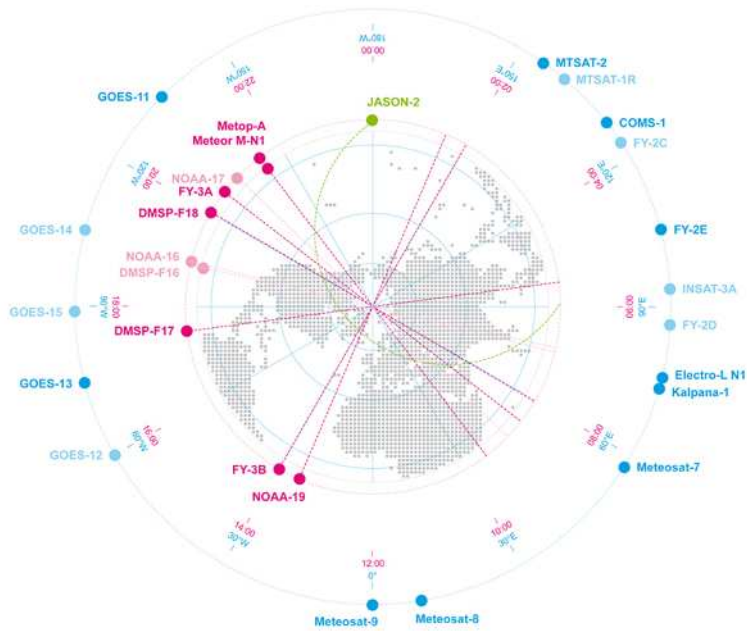 180°W
00:00
150°W
22:00
150°E
02:00
MTSAT-2
MTSAT-1R
GOES-11
JASON-2
COMS-1
FY-2C
Metop-A
Meteor M-N1
120°W
20:00
120°E
04:00
NOAA-17
FY-3A
DMSP-F18
GOES-14
FY-2E
NOAA-16
DMSP-F16
INSAT-3A
GOES-15
90°W
18:00
06:00
90°E
FY-2D
DMSP-F17
GOES-13
Electro-L N1
Kalpana-1
GOES-12
60°W
16:00
08:00
60°E
Meteosat-7
FY-3B
NOAA-19
30°W
14:00
10:00
30°E
12:00
0°
Meteosat-9
Meteosat-8